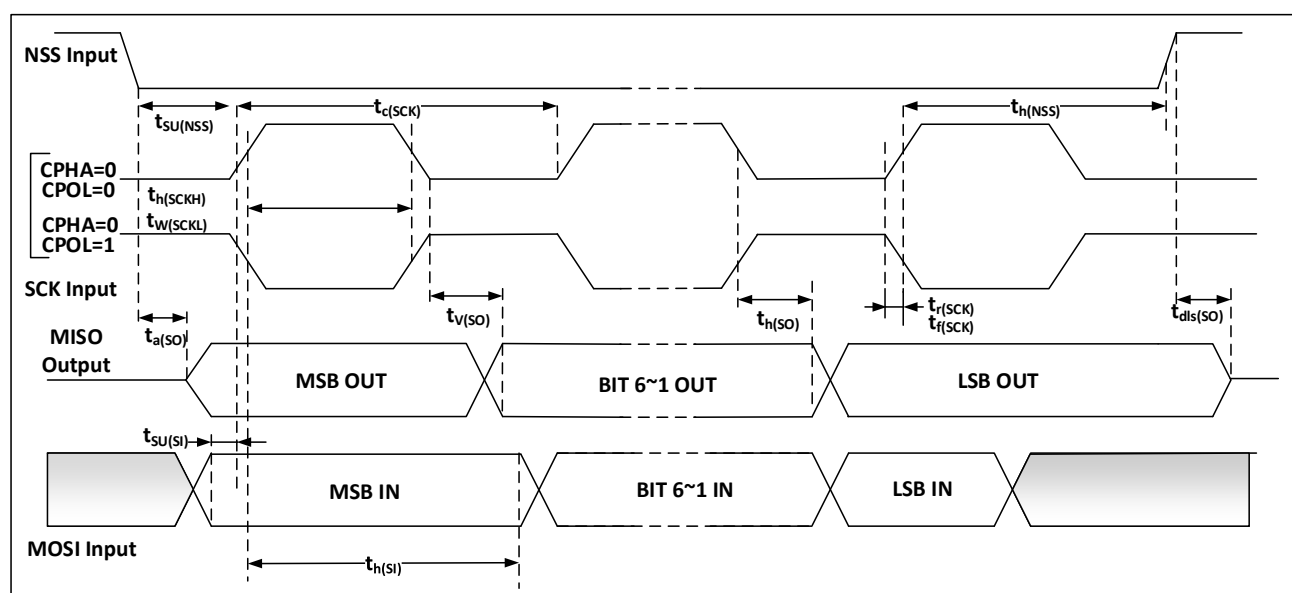 NSS Input
tc(SCK)
th(NSS)
tSU(NSS)
CPHA=0
CPOL=0
th(SCKH)
tW(SCKL)
CPHA=0
CPOL=1
SCK Input
tr(SCK)
tf(SCK)
tV(SO)
th(SO)
tdIs(SO)
ta(SO)
MISO
Output
MSB OUT
BIT 6~1 OUT
LSB OUT
tSU(SI)
MSB IN
BIT 6~1 IN
LSB IN
MOSI Input
th(SI)